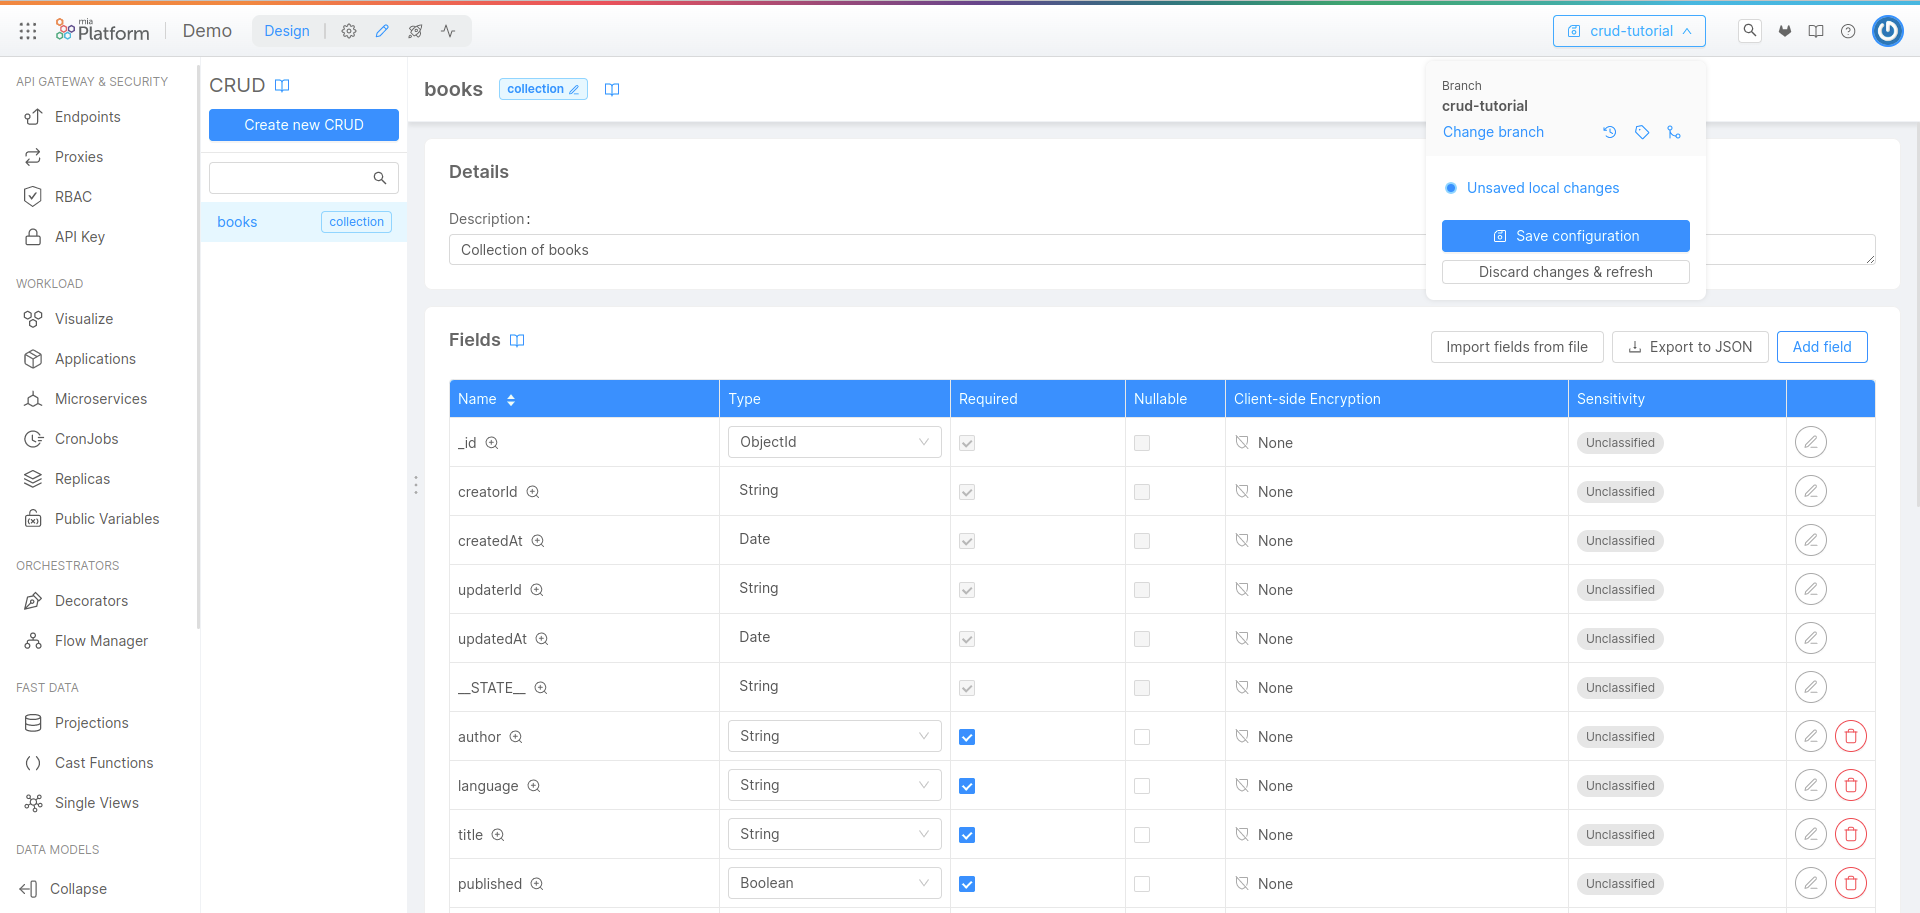 mia
Platform
Demo
Design
crud-tutorial
API GATEWAY & SECURITY
Endpoints
Proxies
RBAC
API Key
WORKLOAD
Visualize
Applications
Microservices
CronJobs
Replicas
Public Variables
ORCHESTRATORS
Decorators
Flow Manager
FAST DATA
Projections
Cast Functions
Single Views
DATA MODELS
Collapse
CRUD
Create new CRUD
books collection
books collection
Branch
crud-tutorial
Change branch
Unsaved local changes
Save configuration
Discard changes & refresh
Details
Description:
Collection of books
Fields
Import fields from file
Export to JSON
Add field
Name Type Required Nullable Client-side Encryption Sensitivity
_id ObjectId None Unclassified
creatorId String None Unclassified
createdAt Date None Unclassified
updaterId String None Unclassified
updatedAt Date None Unclassified
__STATE__ String None Unclassified
author String None Unclassified
language String None Unclassified
title String None Unclassified
published Boolean None Unclassified